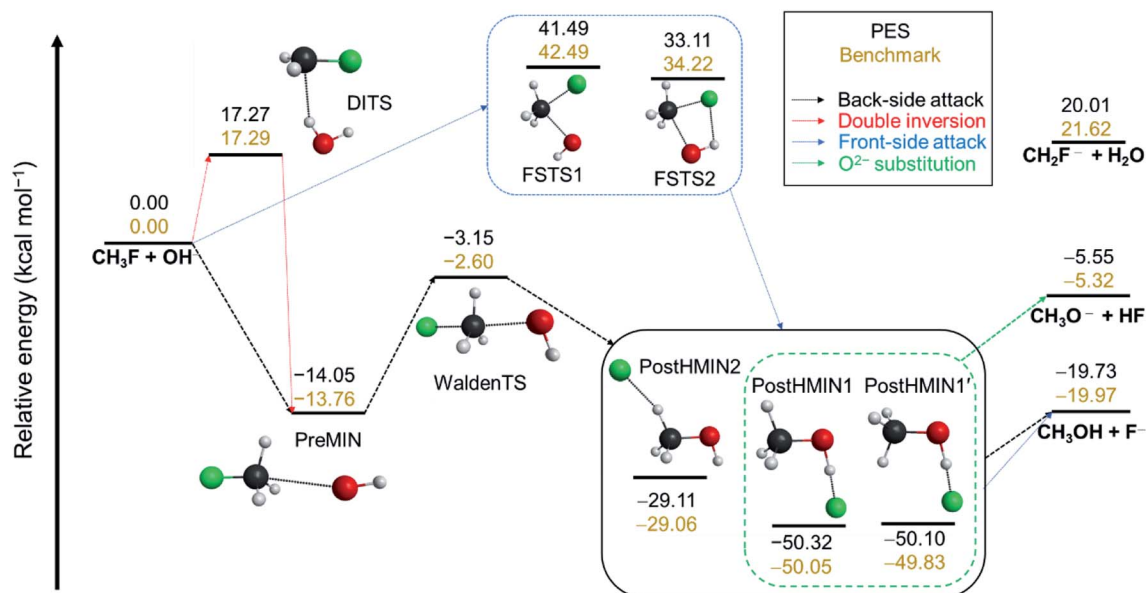 Relative energy (kcal mol⁻¹)
0.00
0.00
CH₃F + OH⁻
17.27
17.29
DITS
−14.05
−13.76
PreMIN
−3.15
−2.60
WaldenTS
41.49
42.49
FSTS1
33.11
34.22
FSTS2
PES
Benchmark
Back-side attack
Double inversion
Front-side attack
O²⁻ substitution
PostHMIN2
−29.11
−29.06
PostHMIN1
−50.32
−50.05
PostHMIN1′
−50.10
−49.83
20.01
21.62
CH₂F⁻ + H₂O
−5.55
−5.32
CH₃O⁻ + HF
−19.73
−19.97
CH₃OH + F⁻